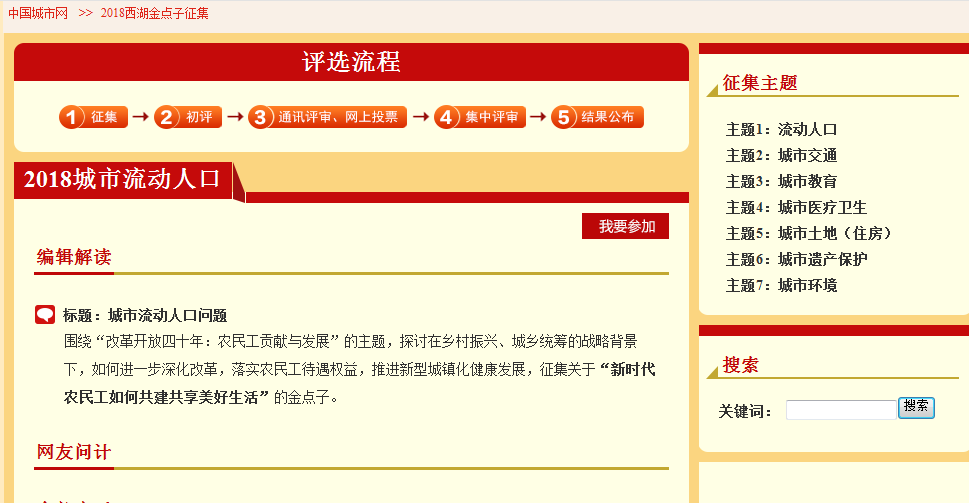 中国城市网 >> 2018西湖金点子征集
评选流程
1 征集 → 2 初评 → 3 通讯评审、网上投票 → 4 集中评审 → 5 结果公布
2018城市流动人口
我要参加
编辑解读
标题：城市流动人口问题
围绕“改革开放四十年：农民工贡献与发展”的主题，探讨在乡村振兴、城乡统筹的战略背景
下，如何进一步深化改革，落实农民工待遇权益，推进新型城镇化健康发展，征集关于“新时代
农民工如何共建共享美好生活”的金点子。
网友问计
征集主题
主题1：流动人口
主题2：城市交通
主题3：城市教育
主题4：城市医疗卫生
主题5：城市土地（住房）
主题6：城市遗产保护
主题7：城市环境
搜索
关键词： 搜索